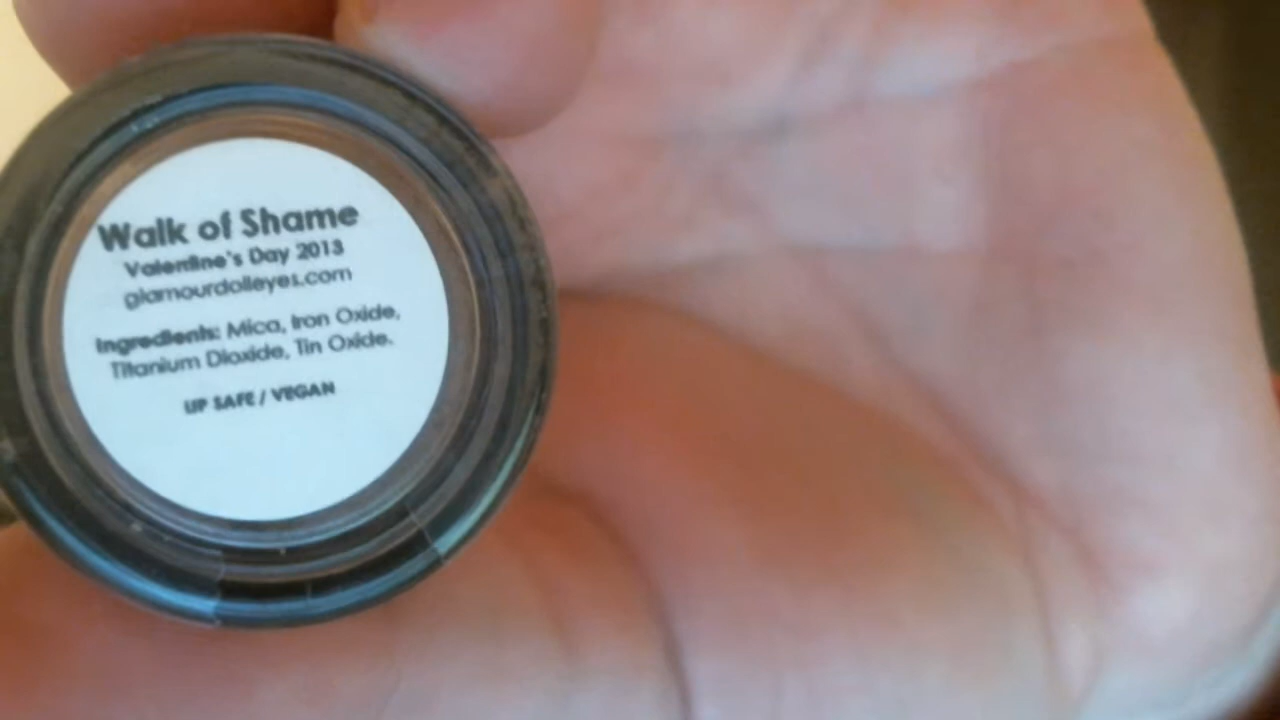 Walk of Shame
Valentine's Day 2013
glamourdolleyes.com
Ingredients: Mica, Iron Oxide,
Titanium Dioxide, Tin Oxide.
LIP SAFE / VEGAN